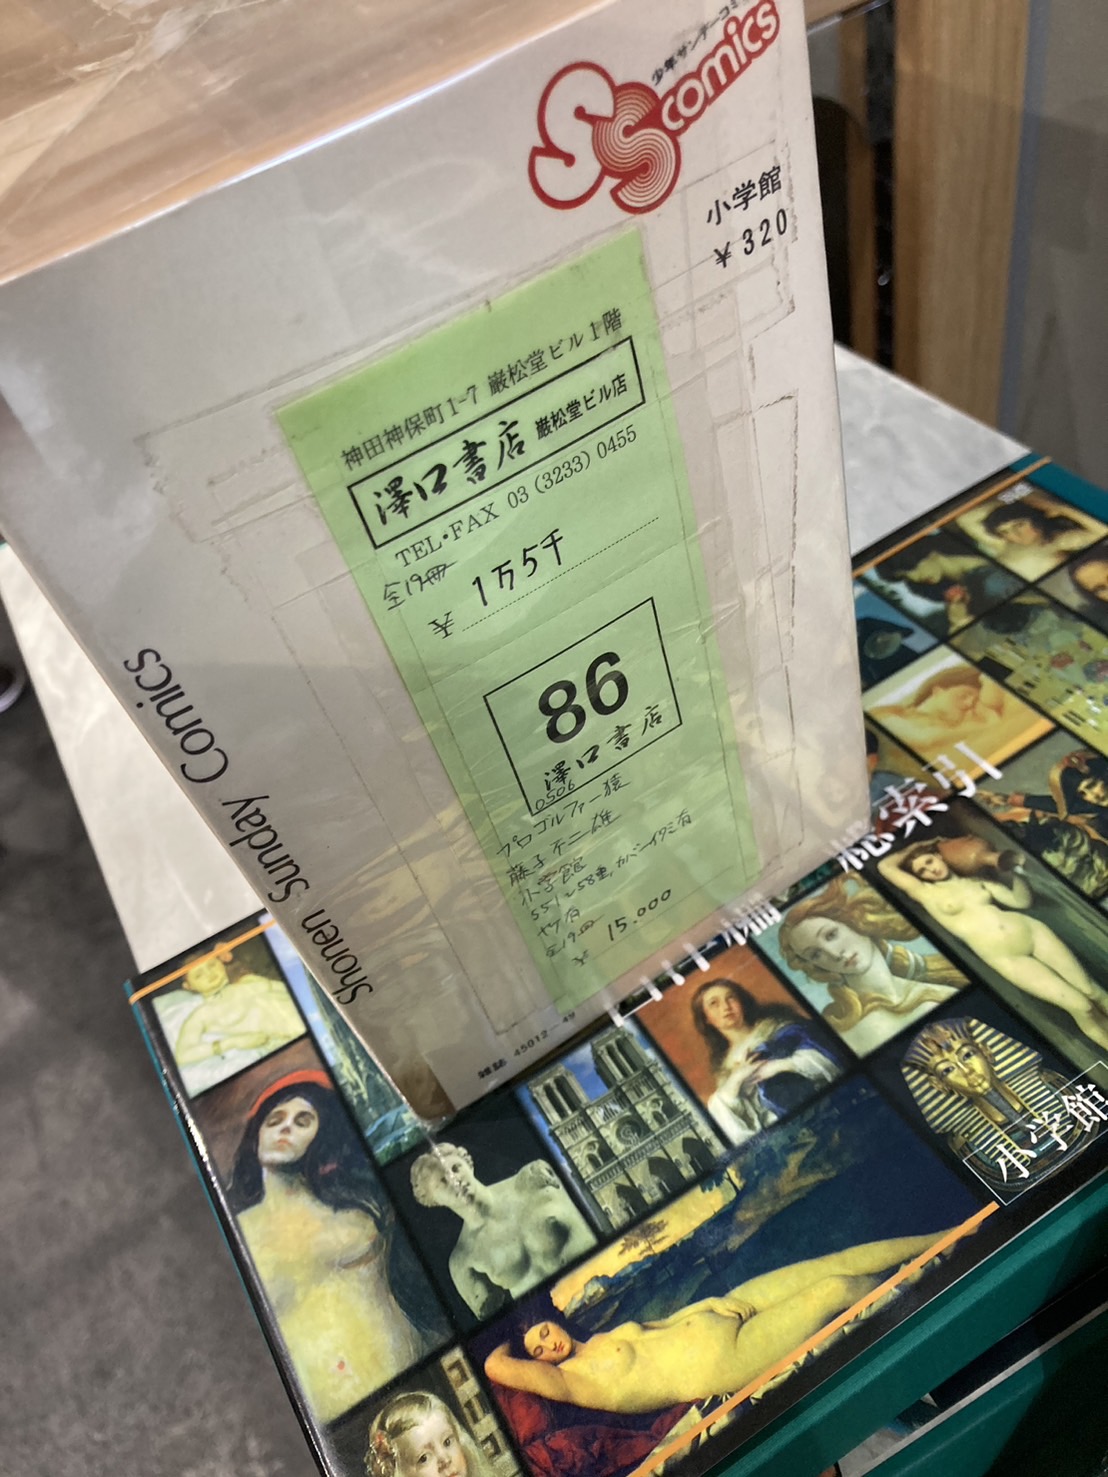 少年サンデーコミ
SS comics
小学館
¥320
神田神保町1-7 巌松堂ビル1階
澤口書店 巌松堂ビル店
TEL・FAX 03 (3233) 0455
全19冊
¥ 1万5千
86
澤口書店
0506
プロゴルファー猿
藤子不二雄
小学館
S51~58重, カバーイタミ有
ヤケ有
全19冊
¥ 15.000
Shonen Sunday Comics
雑誌 45012-49
総索引
小学館